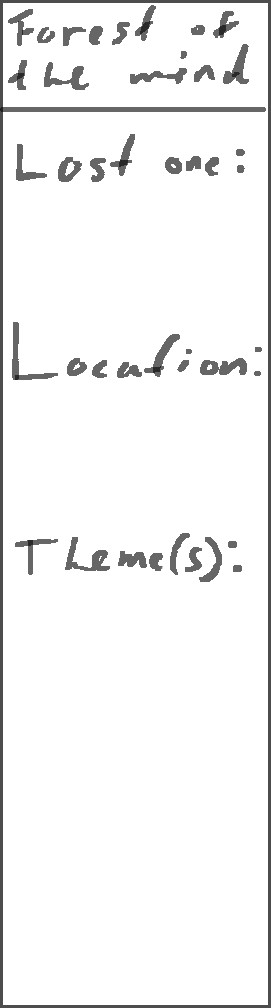 Forest of
the mind
Lost one:
Location:
Theme(s):